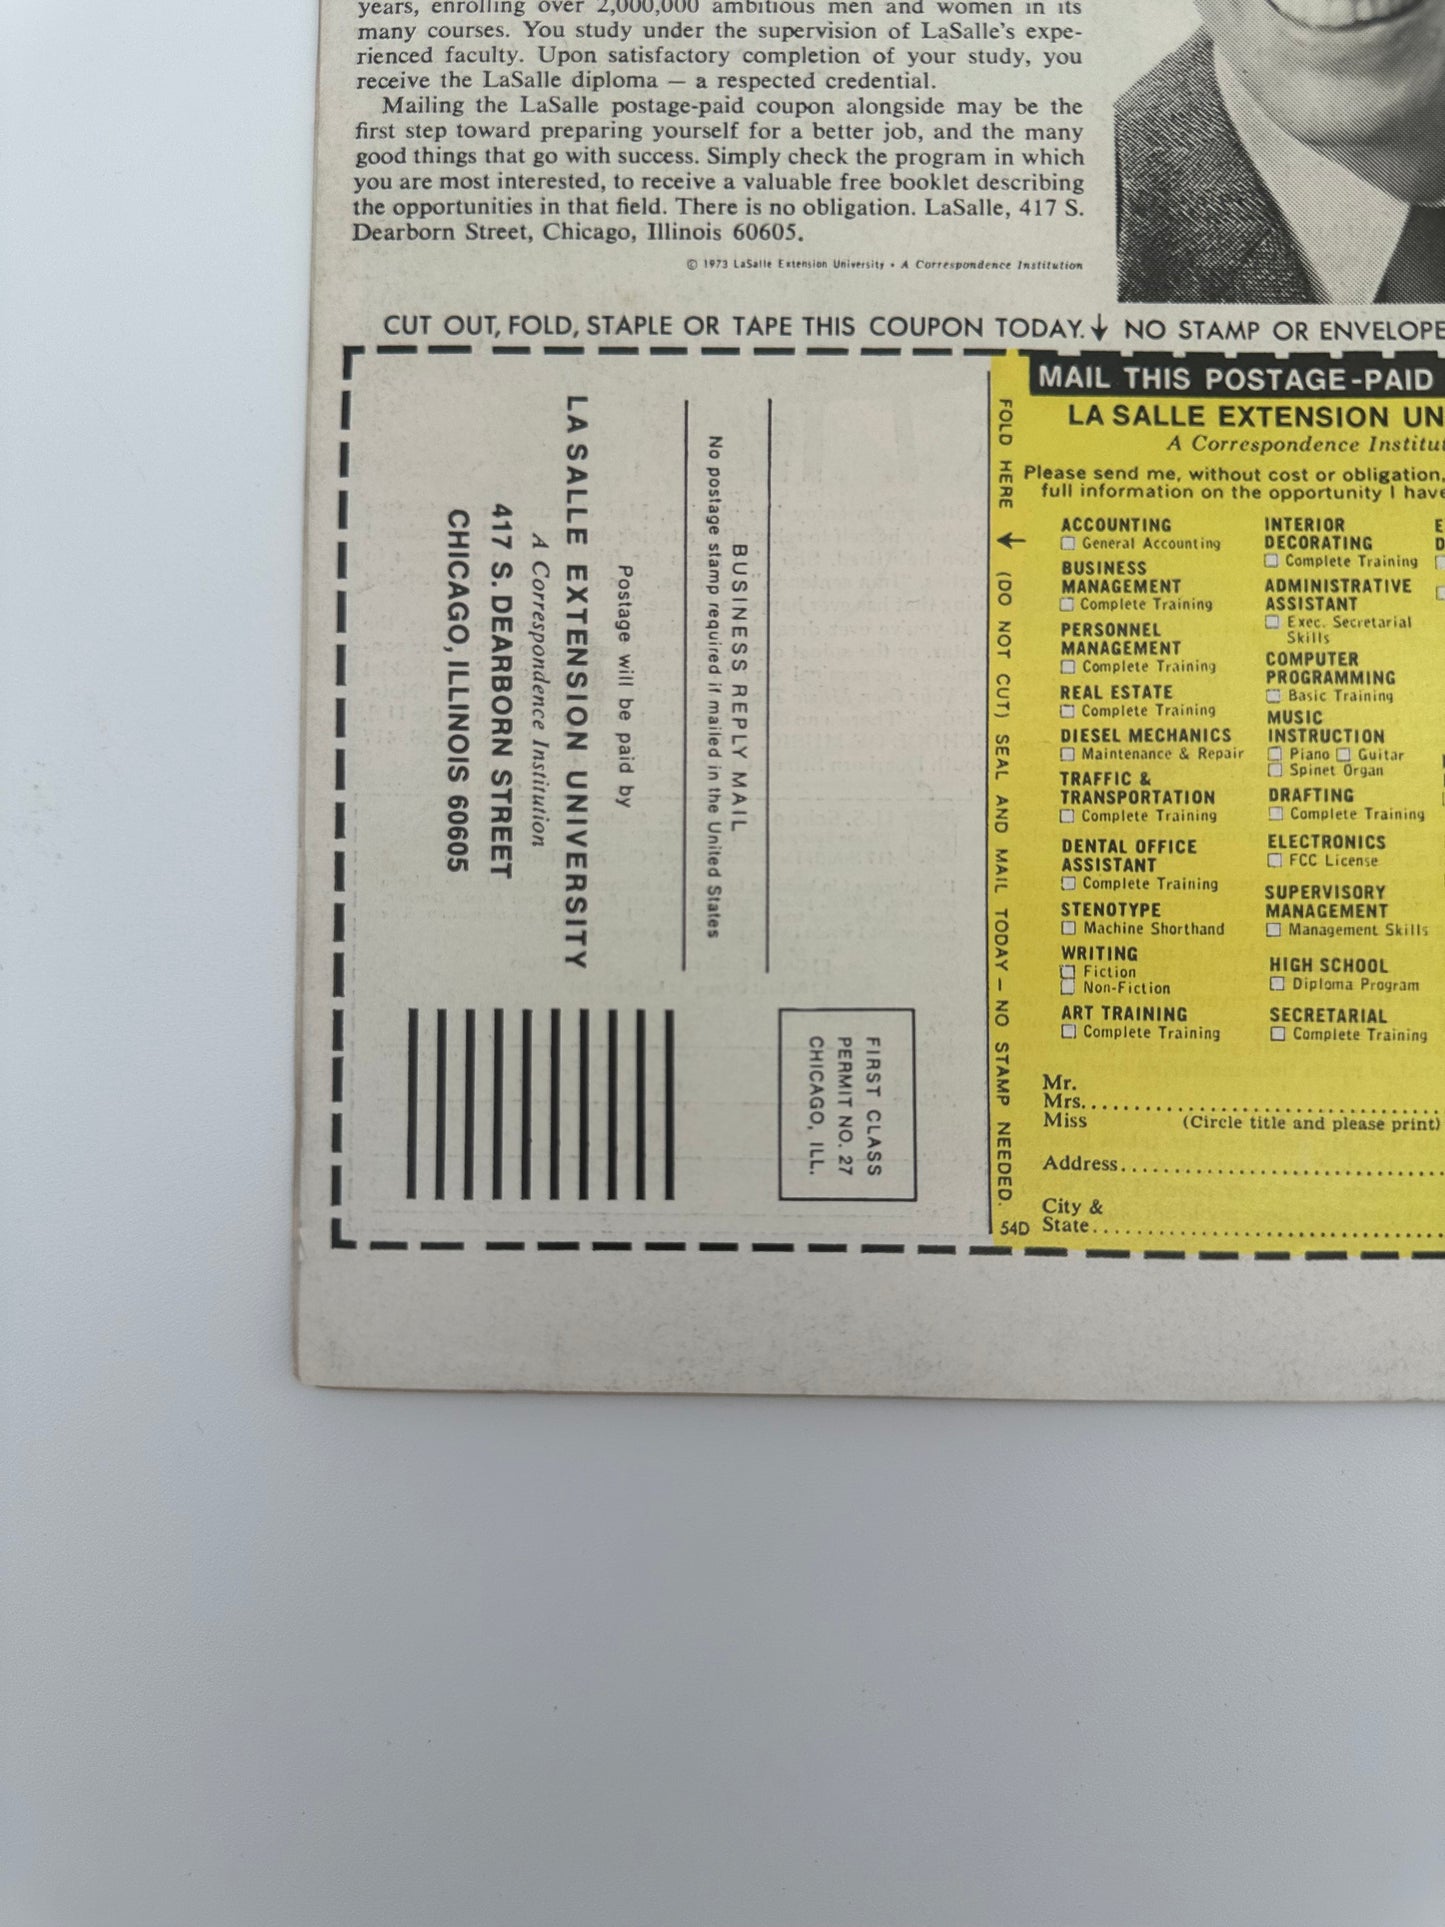 years, enrolling over 2,000,000 ambitious men and women in its
many courses. You study under the supervision of LaSalle's expe-
rienced faculty. Upon satisfactory completion of your study, you
receive the LaSalle diploma — a respected credential.
Mailing the LaSalle postage-paid coupon alongside may be the
first step toward preparing yourself for a better job, and the many
good things that go with success. Simply check the program in which
you are most interested, to receive a valuable free booklet describing
the opportunities in that field. There is no obligation. LaSalle, 417 S.
Dearborn Street, Chicago, Illinois 60605.
© 1973 LaSalle Extension University • A Correspondence Institution
CUT OUT, FOLD, STAPLE OR TAPE THIS COUPON TODAY. ↓ NO STAMP OR ENVELOPE
FIRST CLASS
PERMIT NO. 27
CHICAGO, ILL.
BUSINESS REPLY MAIL
No postage stamp required if mailed in the United States
Postage will be paid by
LA SALLE EXTENSION UNIVERSITY
A Correspondence Institution
417 S. DEARBORN STREET
CHICAGO, ILLINOIS 60605
FOLD HERE (DO NOT CUT) SEAL AND MAIL TODAY – NO STAMP NEEDED.
MAIL THIS POSTAGE-PAID
LA SALLE EXTENSION UN
A Correspondence Institu
Please send me, without cost or obligation,
full information on the opportunity I have
ACCOUNTING
☐ General Accounting
BUSINESS
MANAGEMENT
☐ Complete Training
PERSONNEL
MANAGEMENT
☐ Complete Training
REAL ESTATE
☐ Complete Training
DIESEL MECHANICS
☐ Maintenance & Repair
TRAFFIC &
TRANSPORTATION
☐ Complete Training
DENTAL OFFICE
ASSISTANT
☐ Complete Training
STENOTYPE
☐ Machine Shorthand
WRITING
☐ Fiction
☐ Non-Fiction
ART TRAINING
☐ Complete Training
INTERIOR
DECORATING
☐ Complete Training
ADMINISTRATIVE
ASSISTANT
☐ Exec. Secretarial
Skills
COMPUTER
PROGRAMMING
☐ Basic Training
MUSIC
INSTRUCTION
☐ Piano ☐ Guitar
☐ Spinet Organ
DRAFTING
☐ Complete Training
ELECTRONICS
☐ FCC License
SUPERVISORY
MANAGEMENT
☐ Management Skills
HIGH SCHOOL
☐ Diploma Program
SECRETARIAL
☐ Complete Training
Mr.
Mrs.
Miss (Circle title and please print)
Address
City &
State
54D